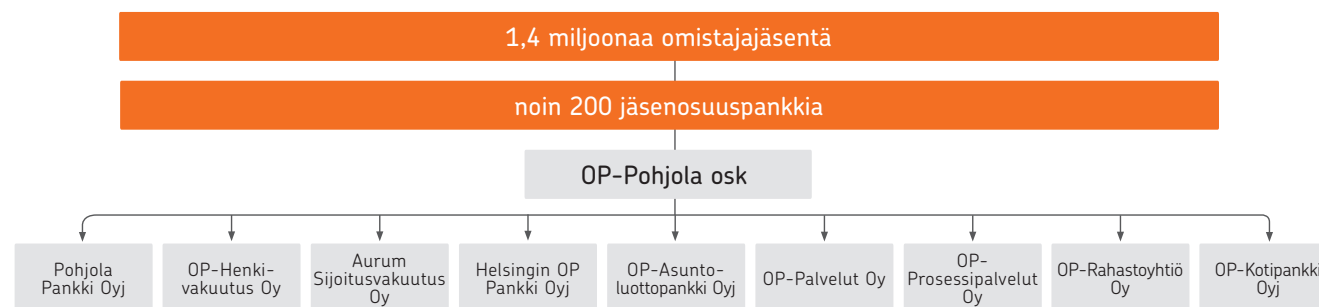 1,4 miljoonaa omistajajäsentä
noin 200 jäsenosuuspankkia
OP-Pohjola osk
Pohjola
Pankki Oyj
OP-Henki-
vakuutus Oy
Aurum
Sijoitusvakuutus
Oy
Helsingin OP
Pankki Oyj
OP-Asunto-
luottopankki Oyj
OP-Palvelut Oy
OP-
Prosessipalvelut
Oy
OP-Rahastoyhtiö
Oy
OP-Kotipankki
Oyj